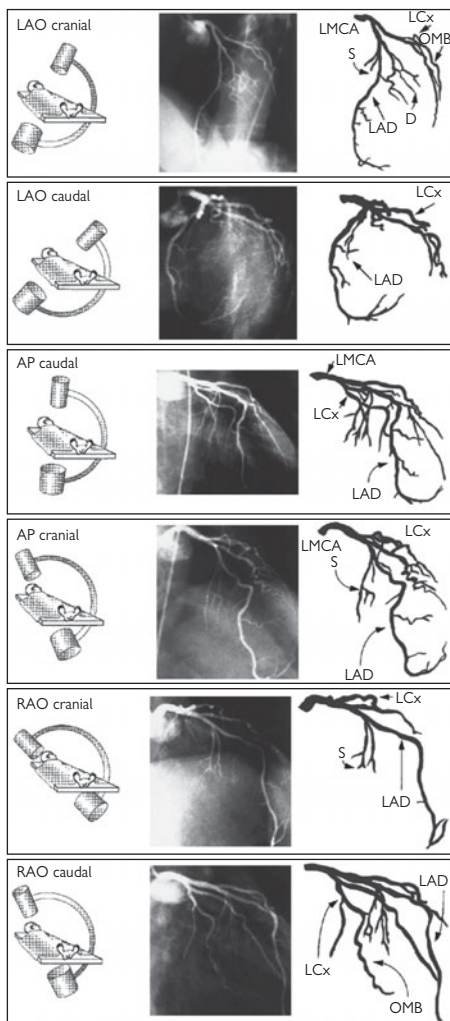 LAO cranial
LMCA
LCx
OMB
S
D
LAD
LAO caudal
LCx
LAD
AP caudal
LMCA
LCx
LAD
AP cranial
LCx
LMCA
S
LAD
RAO cranial
LCx
S
LAD
RAO caudal
LAD
LCx
OMB